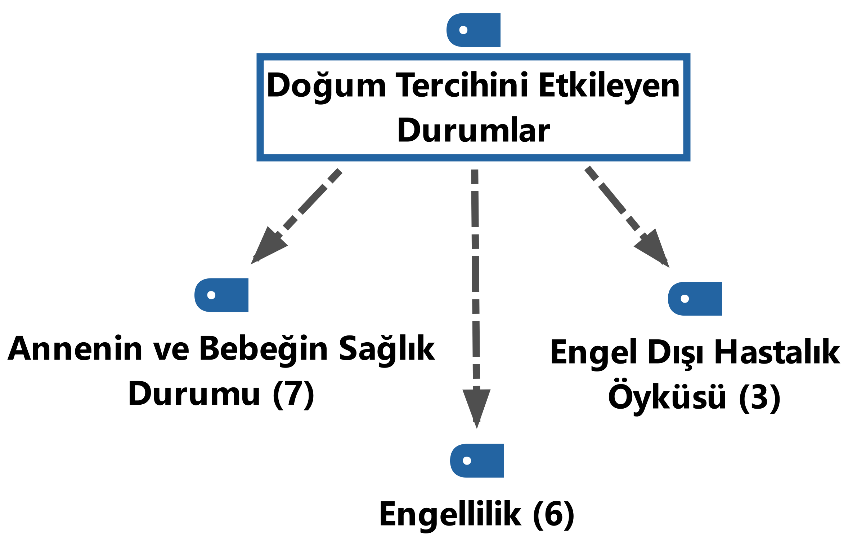 Doğum Tercihini Etkileyen
Durumlar
Annenin ve Bebeğin Sağlık
Durumu (7)
Engel Dışı Hastalık
Öyküsü (3)
Engellilik (6)